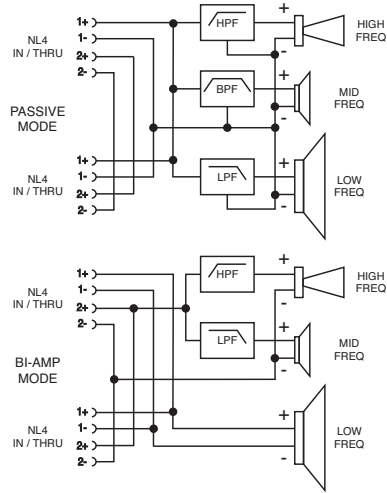 1+
1-
2+
2-
NL4
IN / THRU
PASSIVE
MODE
1+
1-
2+
2-
NL4
IN / THRU
HPF
BPF
LPF
+
-
HIGH
FREQ
+
-
MID
FREQ
+
-
LOW
FREQ
1+
1-
2+
2-
NL4
IN / THRU
BI-AMP
MODE
1+
1-
2+
2-
NL4
IN / THRU
HPF
LPF
+
-
HIGH
FREQ
+
-
MID
FREQ
+
-
LOW
FREQ